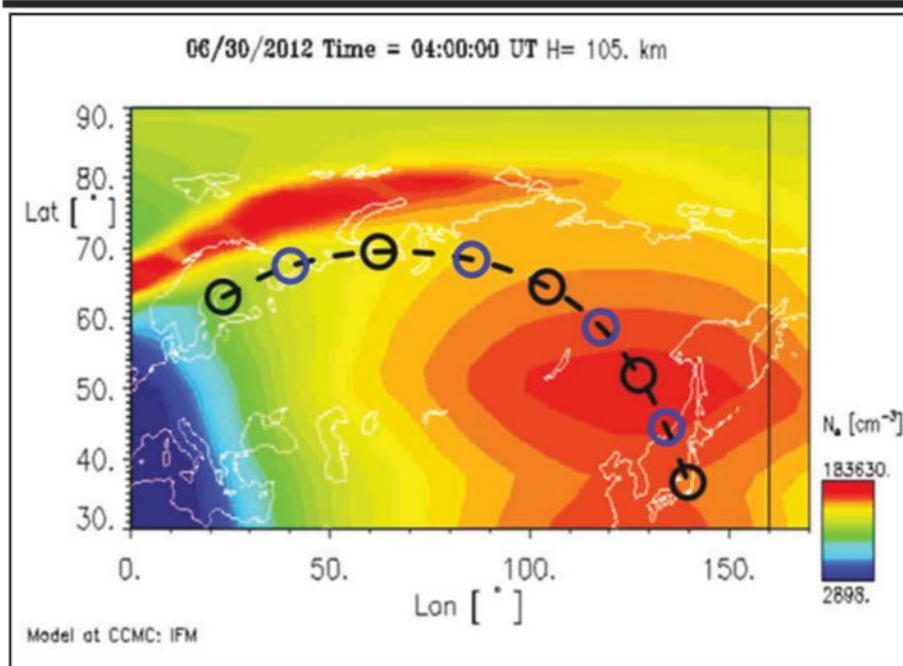 06/30/2012 Time = 04:00:00 UT H= 105. km
90.
80.
Lat [ ° ]
70.
60.
50.
40.
30.
0.
50.
100.
150.
Lon [ ° ]
Nₑ [cm⁻³]
183630.
2898.
Model at CCMC: IFM